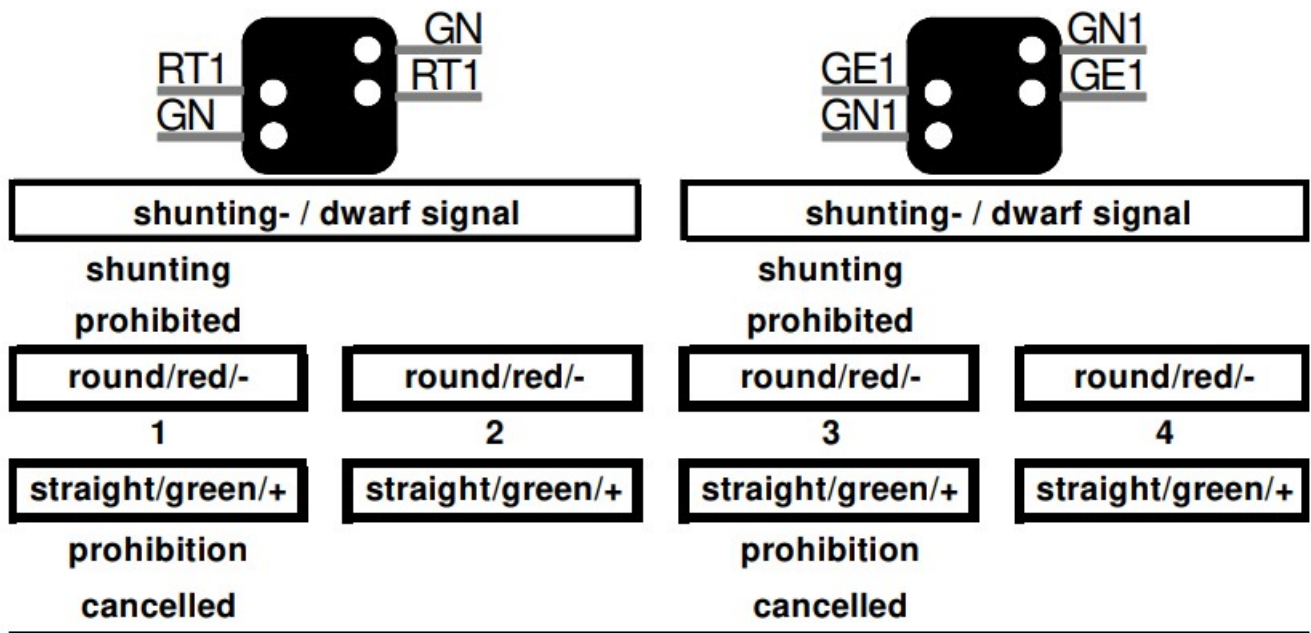 GN
RT1
RT1
GN
GN1
GE1
GE1
GN1
shunting- / dwarf signal shunting- / dwarf signal
shunting shunting
prohibited prohibited
round/red/- round/red/- round/red/- round/red/-
1 2 3 4
straight/green/+ straight/green/+ straight/green/+ straight/green/+
prohibition prohibition
cancelled cancelled